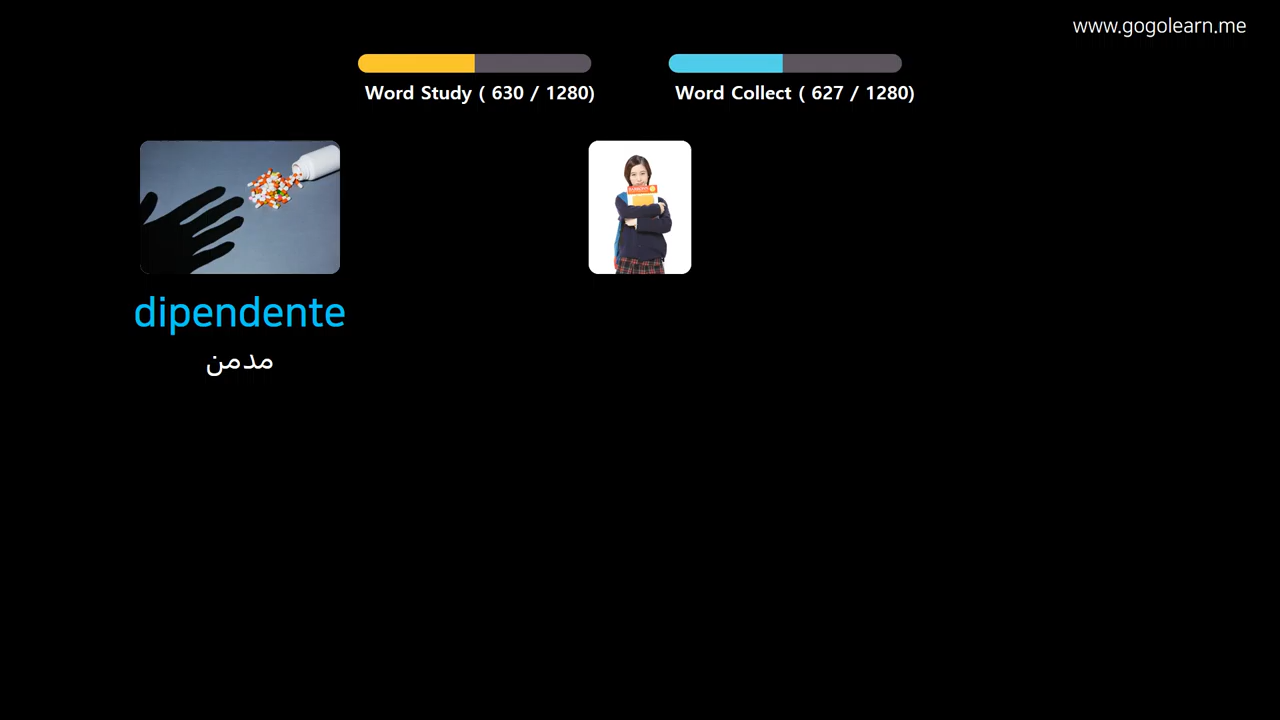 www.gogolearn.me
Word Study ( 630 / 1280)
Word Collect ( 627 / 1280)
dipendente
مدمن